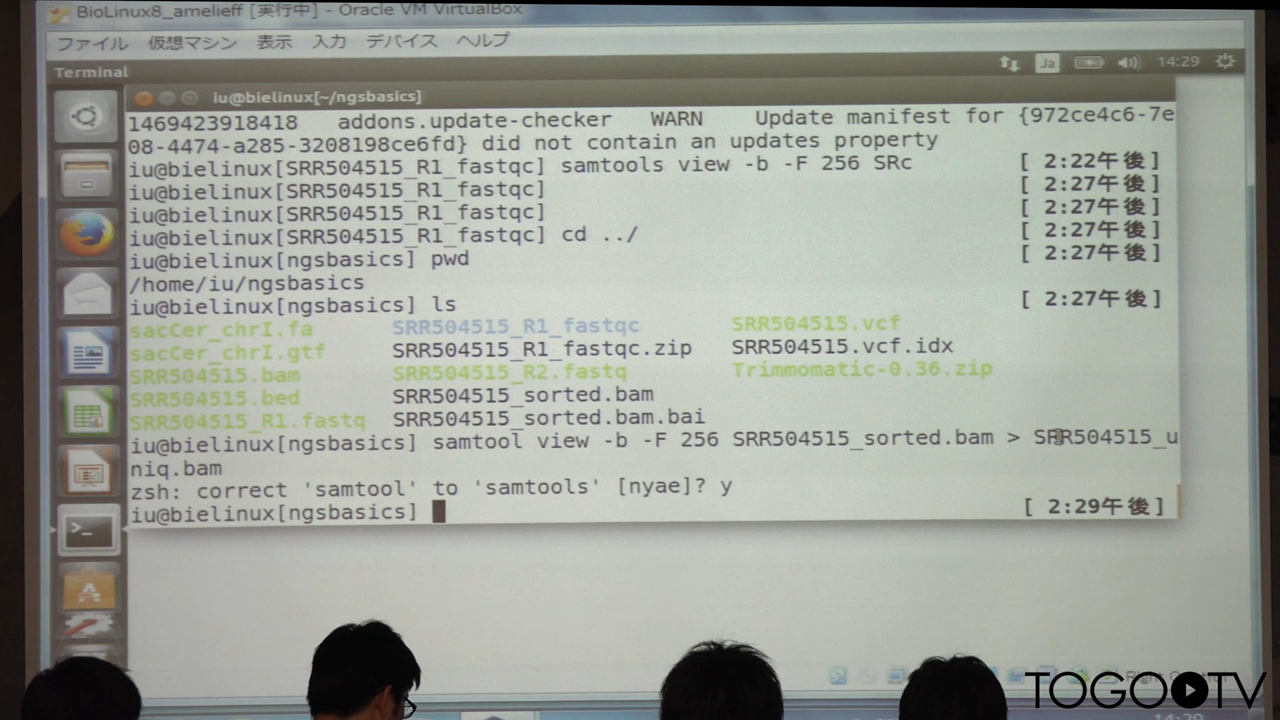 BioLinux8_amelieff [実行中] - Oracle VM VirtualBox
ファイル 仮想マシン 表示 入力 デバイス ヘルプ
Terminal Ja 14:29
iu@bielinux[~/ngsbasics]
1469423918418 addons.update-checker WARN Update manifest for {972ce4c6-7e
08-4474-a285-3208198ce6fd} did not contain an updates property
iu@bielinux[SRR504515_R1_fastqc] samtools view -b -F 256 SRc [ 2:22午後]
iu@bielinux[SRR504515_R1_fastqc] [ 2:27午後]
iu@bielinux[SRR504515_R1_fastqc] [ 2:27午後]
iu@bielinux[SRR504515_R1_fastqc] cd ../ [ 2:27午後]
iu@bielinux[ngsbasics] pwd [ 2:27午後]
/home/iu/ngsbasics
iu@bielinux[ngsbasics] ls [ 2:27午後]
sacCer_chrI.fa SRR504515_R1_fastqc SRR504515.vcf
sacCer_chrI.gtf SRR504515_R1_fastqc.zip SRR504515.vcf.idx
SRR504515.bam SRR504515_R2.fastq Trimmomatic-0.36.zip
SRR504515.bed SRR504515_sorted.bam
SRR504515_R1.fastq SRR504515_sorted.bam.bai
iu@bielinux[ngsbasics] samtool view -b -F 256 SRR504515_sorted.bam > SRR504515_u
niq.bam
zsh: correct 'samtool' to 'samtools' [nyae]? y
iu@bielinux[ngsbasics] [ 2:29午後]
TOGO TV